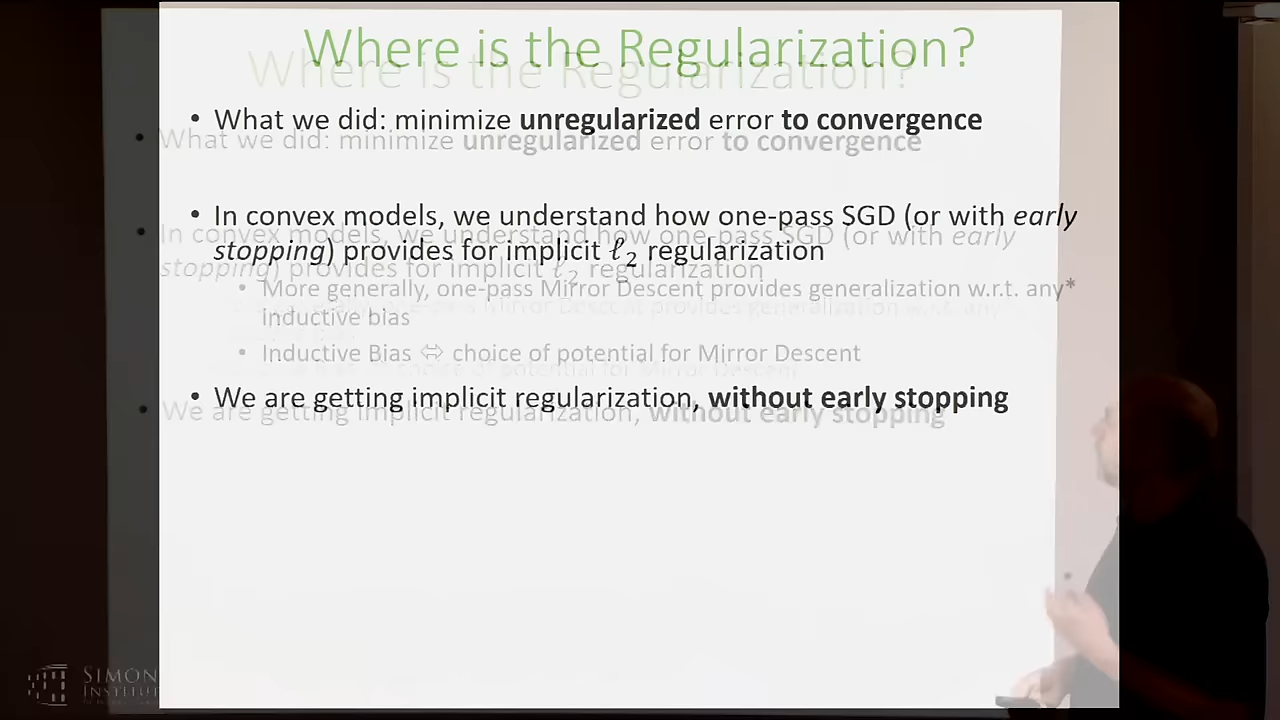 Where is the Regularization?
• What we did: minimize unregularized error to convergence
• In convex models, we understand how one-pass SGD (or with early
stopping) provides for implicit ℓ₂ regularization
• More generally, one-pass Mirror Descent provides generalization w.r.t. any*
inductive bias
• Inductive Bias ⬄ choice of potential for Mirror Descent
• We are getting implicit regularization, without early stopping
SIMON
INSTITU